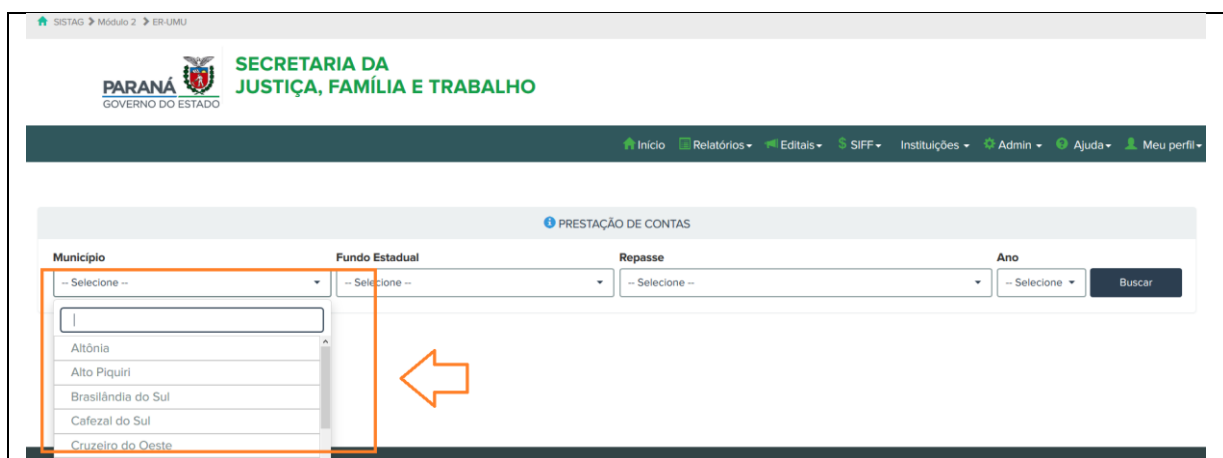 SISTAG > Módulo 2 > ER-UMU
PARANÁ
GOVERNO DO ESTADO
SECRETARIA DA
JUSTIÇA, FAMÍLIA E TRABALHO
Início Relatórios Editais $ SIFF Instituições Admin Ajuda Meu perfil
PRESTAÇÃO DE CONTAS
Município Fundo Estadual Repasse Ano
-- Selecione -- -- Selecione -- -- Selecione -- -- Selecione Buscar
Altônia
Alto Piquiri
Brasilândia do Sul
Cafezal do Sul
Cruzeiro do Oeste